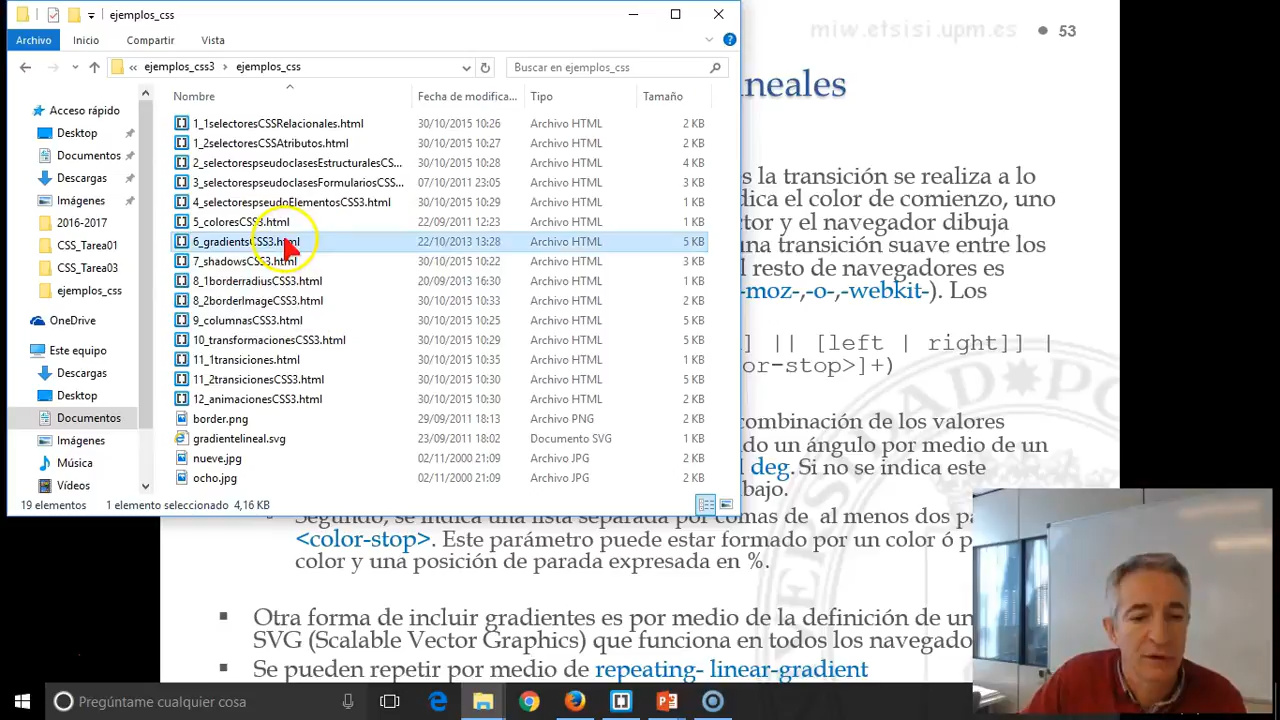 ejemplos_css
Archivo Inicio Compartir Vista
« ejemplos_css3 › ejemplos_css
Buscar en ejemplos_css
Nombre Fecha de modifica... Tipo Tamaño
Acceso rápido
Desktop
Documentos
Descargas
Imágenes
2016-2017
CSS_Tarea01
CSS_Tarea03
ejemplos_css
OneDrive
Este equipo
Descargas
Desktop
Documentos
Imágenes
Música
Vídeos
1_1selectoresCSSRelacionales.html 30/10/2015 10:26 Archivo HTML 2 KB
1_2selectoresCSSAtributos.html 30/10/2015 10:27 Archivo HTML 2 KB
2_selectorespseudoclasesEstructuralesCS... 30/10/2015 10:28 Archivo HTML 4 KB
3_selectorespseudoclasesFormulariosCSS... 07/10/2011 23:05 Archivo HTML 3 KB
4_selectorespseudoElementosCSS3.html 30/10/2015 10:29 Archivo HTML 1 KB
5_coloresCSS3.html 22/09/2011 12:23 Archivo HTML 1 KB
6_gradientsCSS3.html 22/10/2013 13:28 Archivo HTML 5 KB
7_shadowsCSS3.html 30/10/2015 10:22 Archivo HTML 3 KB
8_1borderradiusCSS3.html 20/09/2013 16:30 Archivo HTML 1 KB
8_2borderImageCSS3.html 30/10/2015 10:33 Archivo HTML 2 KB
9_columnasCSS3.html 30/10/2015 10:25 Archivo HTML 5 KB
10_transformacionesCSS3.html 30/10/2015 10:29 Archivo HTML 5 KB
11_1transiciones.html 30/10/2015 10:35 Archivo HTML 1 KB
11_2transicionesCSS3.html 30/10/2015 10:30 Archivo HTML 5 KB
12_animacionesCSS3.html 30/10/2015 10:30 Archivo HTML 2 KB
border.png 29/09/2011 18:13 Archivo PNG 2 KB
gradientelineal.svg 23/09/2011 18:02 Documento SVG 1 KB
nueve.jpg 02/11/2000 21:09 Archivo JPG 2 KB
ocho.jpg 02/11/2000 21:09 Archivo JPG 2 KB
19 elementos 1 elemento seleccionado 4,16 KB
miw.etsisi.upm.es ● 53
ineales
s la transición se realiza a lo
dica el color de comienzo, uno
ctor y el navegador dibuja
una transición suave entre los
l resto de navegadores es
-moz-,-o-,-webkit-). Los
] || [left | right]] |
or-stop>]+)
combinación de los valores
do un ángulo por medio de un
l deg. Si no se indica este
bajo.
Segundo, se indica una lista separada por comas de al menos dos pa
<color-stop>. Este parámetro puede estar formado por un color ó p
color y una posición de parada expresada en %.
▪ Otra forma de incluir gradientes es por medio de la definición de un
SVG (Scalable Vector Graphics) que funciona en todos los navegado
▪ Se pueden repetir por medio de repeating- linear-gradient
Pregúntame cualquier cosa